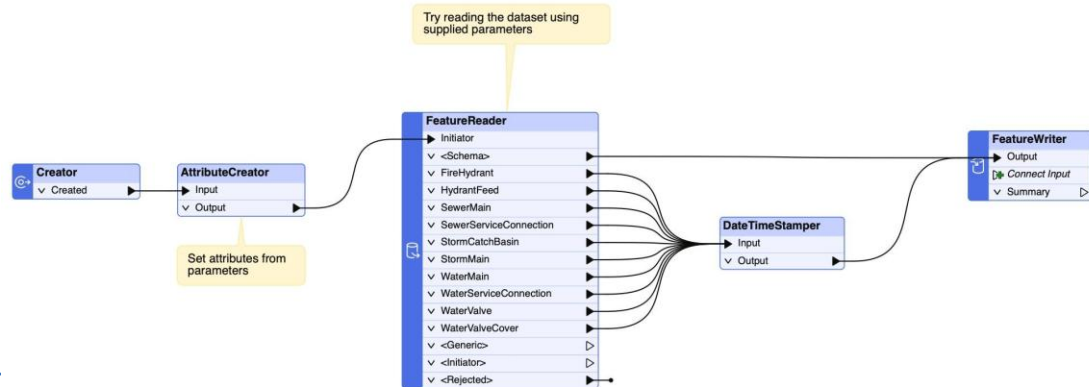 Try reading the dataset using
supplied parameters
Creator
Created
AttributeCreator
Input
Output
Set attributes from
parameters
FeatureReader
Initiator
<Schema>
FireHydrant
HydrantFeed
SewerMain
SewerServiceConnection
StormCatchBasin
StormMain
WaterMain
WaterServiceConnection
WaterValve
WaterValveCover
<Generic>
<Initiator>
<Rejected>
DateTimeStamper
Input
Output
FeatureWriter
Output
Connect Input
Summary